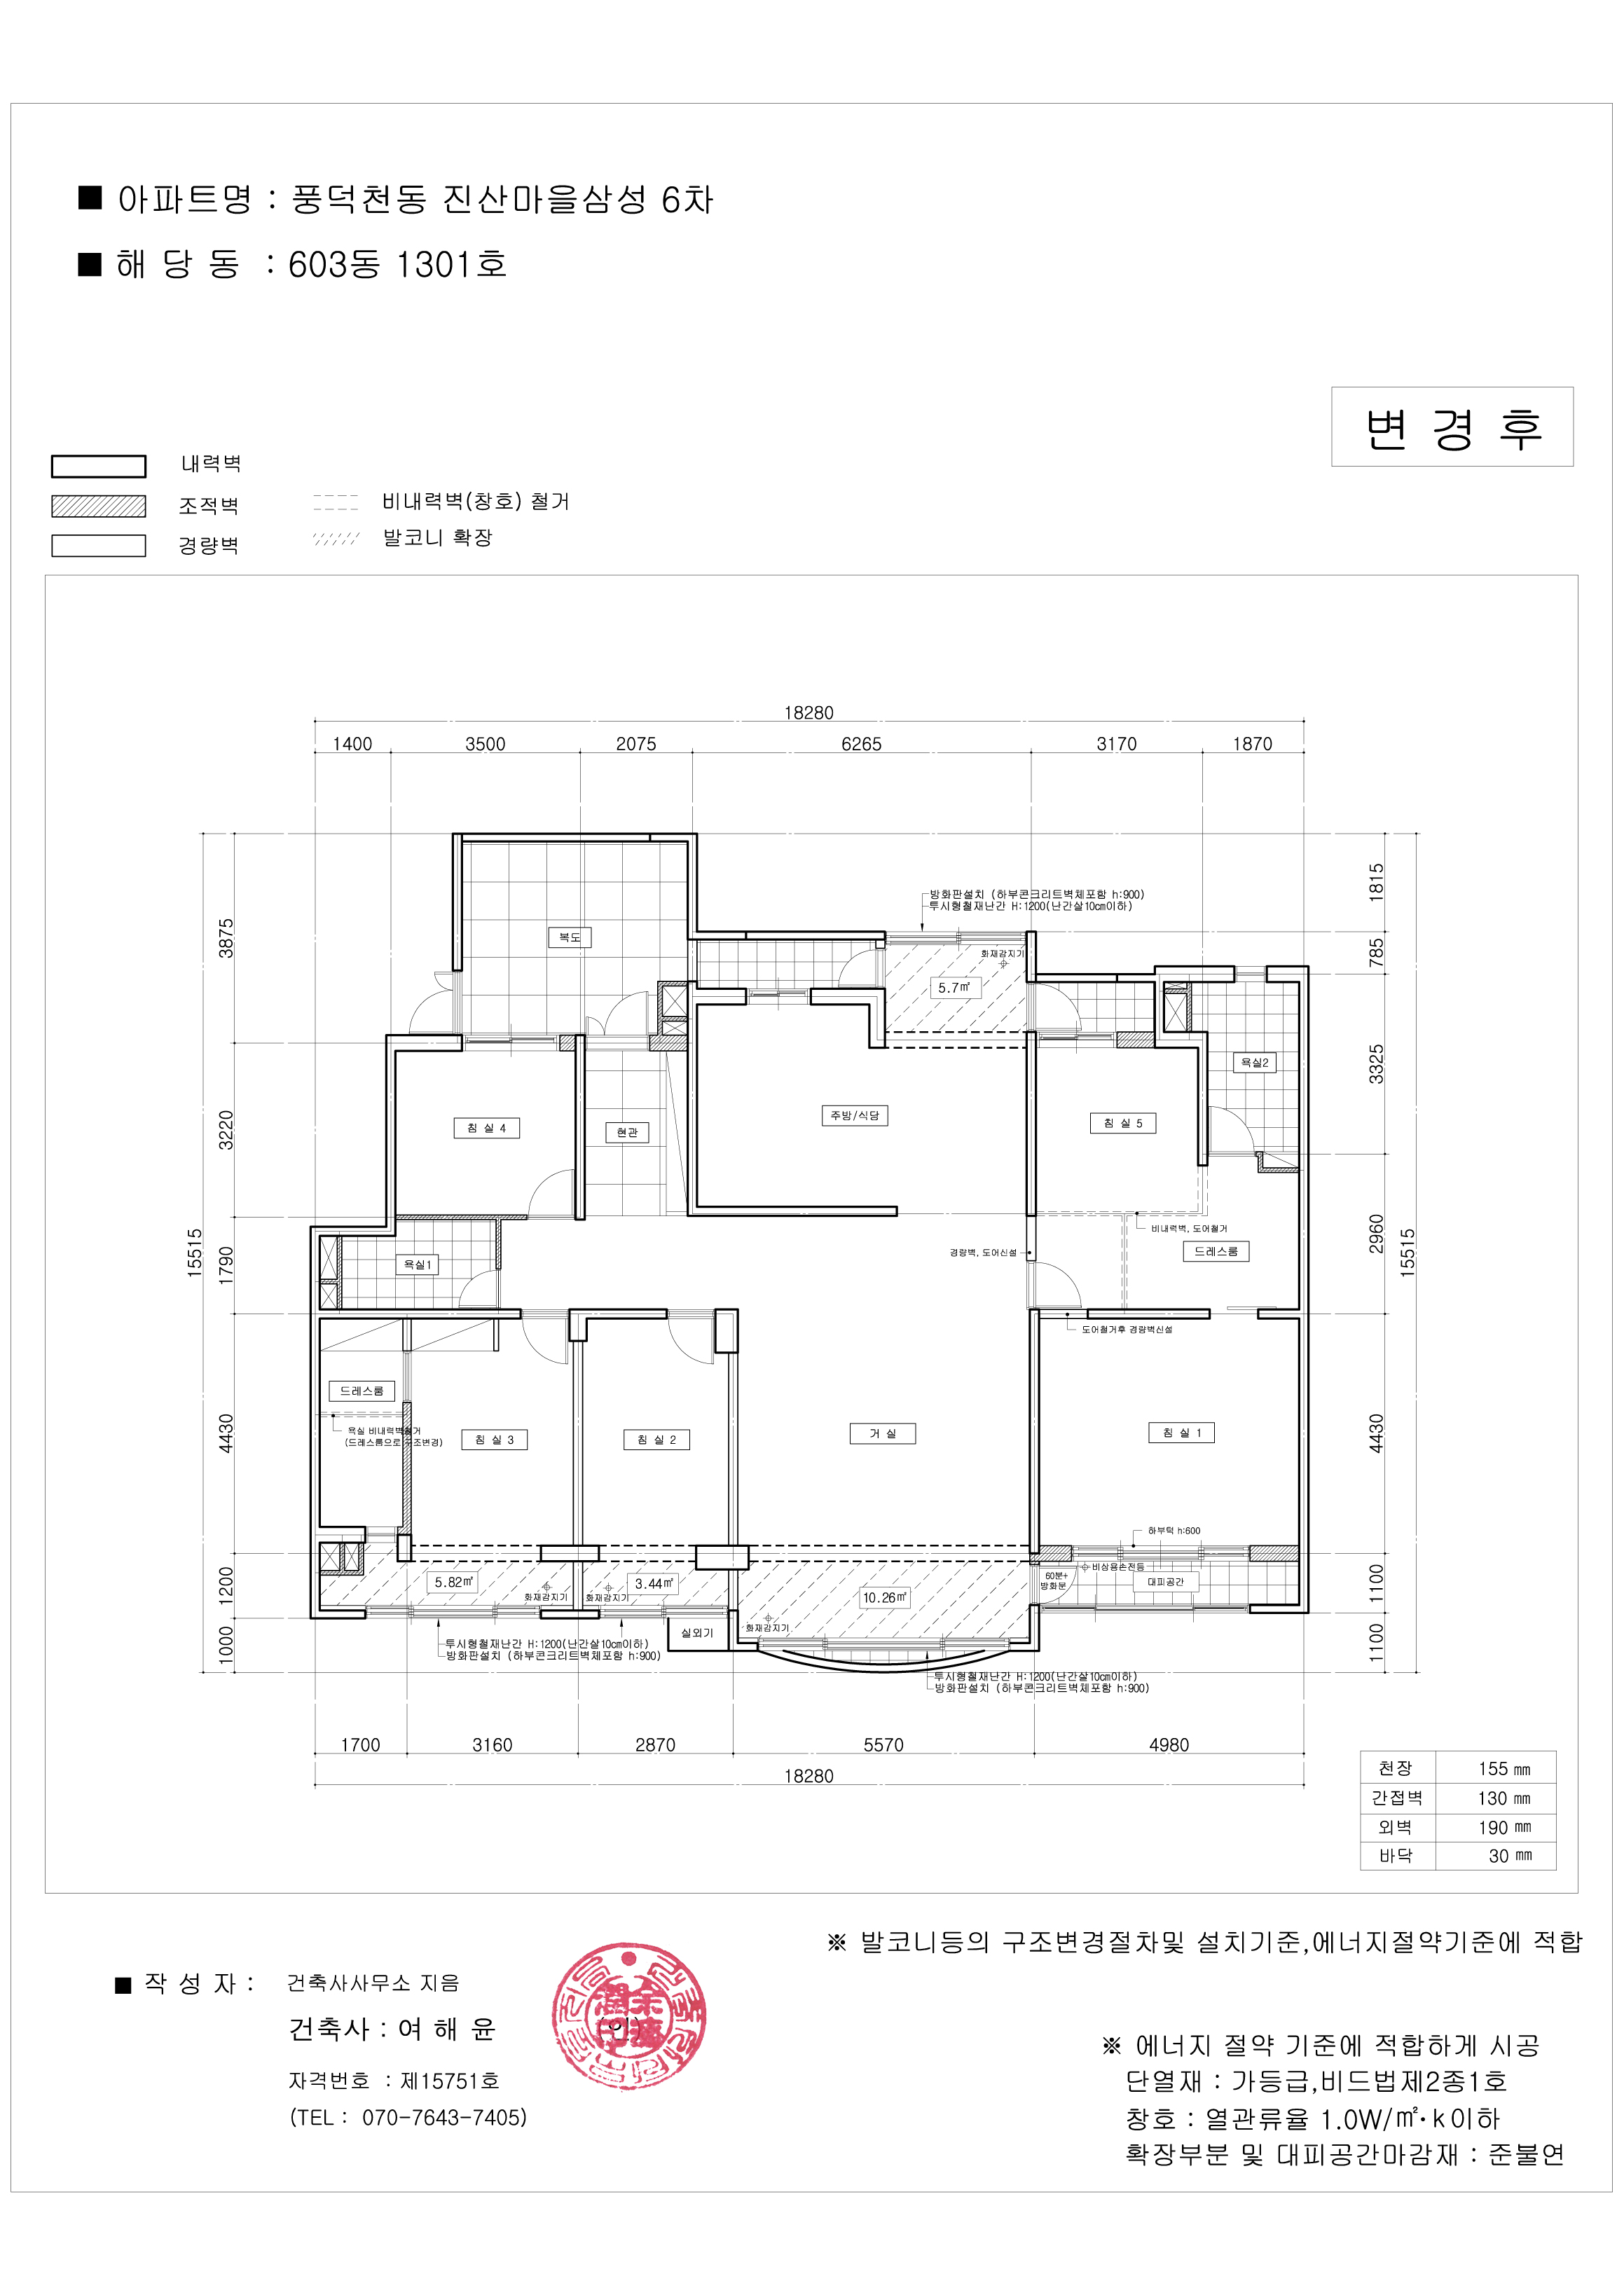 ■ 아파트명 : 풍덕천동 진산마을삼성 6차
■ 해 당 동 : 603동 1301호
변 경 후
내력벽
조적벽
경량벽
비내력벽(창호) 철거
발코니 확장
18280
1400 3500 2075 6265 3170 1870
15515
3875
3220
1790
4430
1200
1000
1815
785
3325
2960
4430
1100
1100
15515
방화판설치 (하부콘크리트벽체포함 h:900)
투시형철재난간 H:1200(난간살10cm이하)
복도
화재감지기
5.7㎡
욕실2
침 실 4
현관
주방/식당
침 실 5
비내력벽, 도어철거
드레스룸
경량벽, 도어신설
욕실1
도어철거후 경량벽신설
드레스룸
욕실 비내력벽철거
(드레스룸으로 구조변경)
침 실 3
침 실 2
거 실
침 실 1
하부턱 h:600
비상용손전등
60분+
방화문
대피공간
5.82㎡
화재감지기
3.44㎡
화재감지기
10.26㎡
화재감지기
실외기
투시형철재난간 H:1200(난간살10cm이하)
방화판설치 (하부콘크리트벽체포함 h:900)
투시형철재난간 H:1200(난간살10cm이하)
방화판설치 (하부콘크리트벽체포함 h:900)
1700 3160 2870 5570 4980
18280
천장 155 ㎜
간접벽 130 ㎜
외벽 190 ㎜
바닥 30 ㎜
※ 발코니등의 구조변경절차및 설치기준,에너지절약기준에 적합
■ 작 성 자 : 건축사사무소 지음
건축사 : 여 해 윤 (인)
자격번호 : 제15751호
(TEL : 070-7643-7405)
※ 에너지 절약 기준에 적합하게 시공
단열재 : 가등급,비드법제2종1호
창호 : 열관류율 1.0W/㎡·k이하
확장부분 및 대피공간마감재 : 준불연